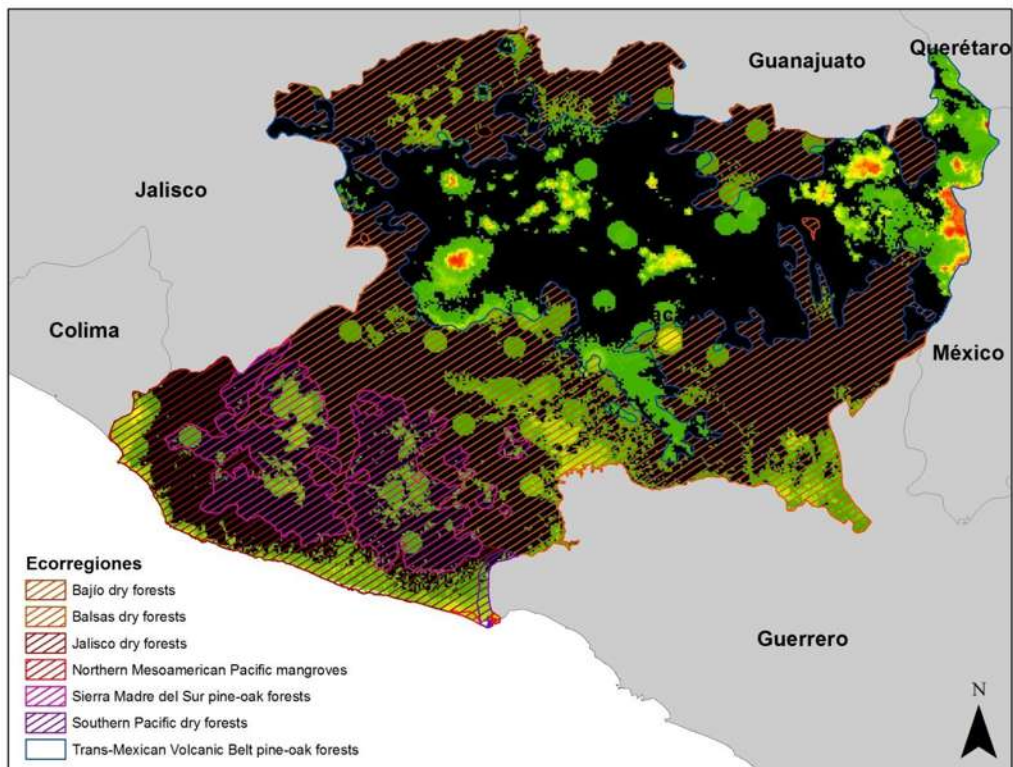 Querétaro
Guanajuato
Jalisco
Colima
México
Guerrero
Ecorregiones
Bajío dry forests
Balsas dry forests
Jalisco dry forests
Northern Mesoamerican Pacific mangroves
Sierra Madre del Sur pine-oak forests
Southern Pacific dry forests
Trans-Mexican Volcanic Belt pine-oak forests
N